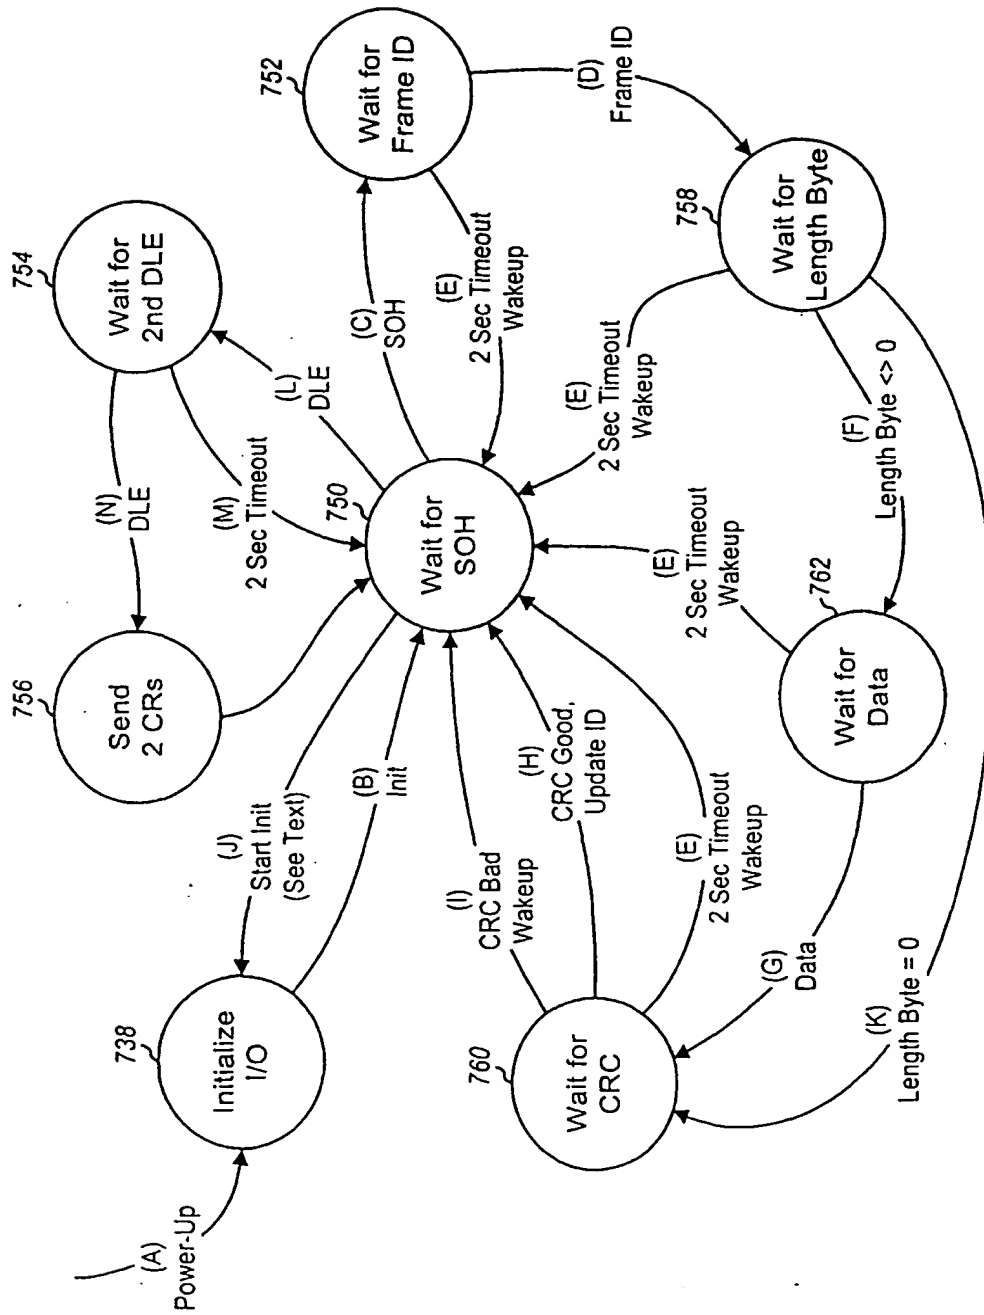 (A)
Power-Up
738
Initialize
I/O
(J)
Start Init
(See Text)
(B)
Init
756
Send
2 CRs
(N)
DLE
(M)
2 Sec Timeout
754
Wait for
2nd DLE
(L)
DLE
750
Wait for
SOH
(C)
SOH
(E)
2 Sec Timeout
Wakeup
752
Wait for
Frame ID
(D)
Frame ID
758
Wait for
Length Byte
(E)
2 Sec Timeout
Wakeup
(F)
Length Byte <> 0
762
Wait for
Data
(E)
2 Sec Timeout
Wakeup
(G)
Data
760
Wait for
CRC
(I)
CRC Bad
Wakeup
(H)
CRC Good,
Update ID
(E)
2 Sec Timeout
Wakeup
(K)
Length Byte = 0